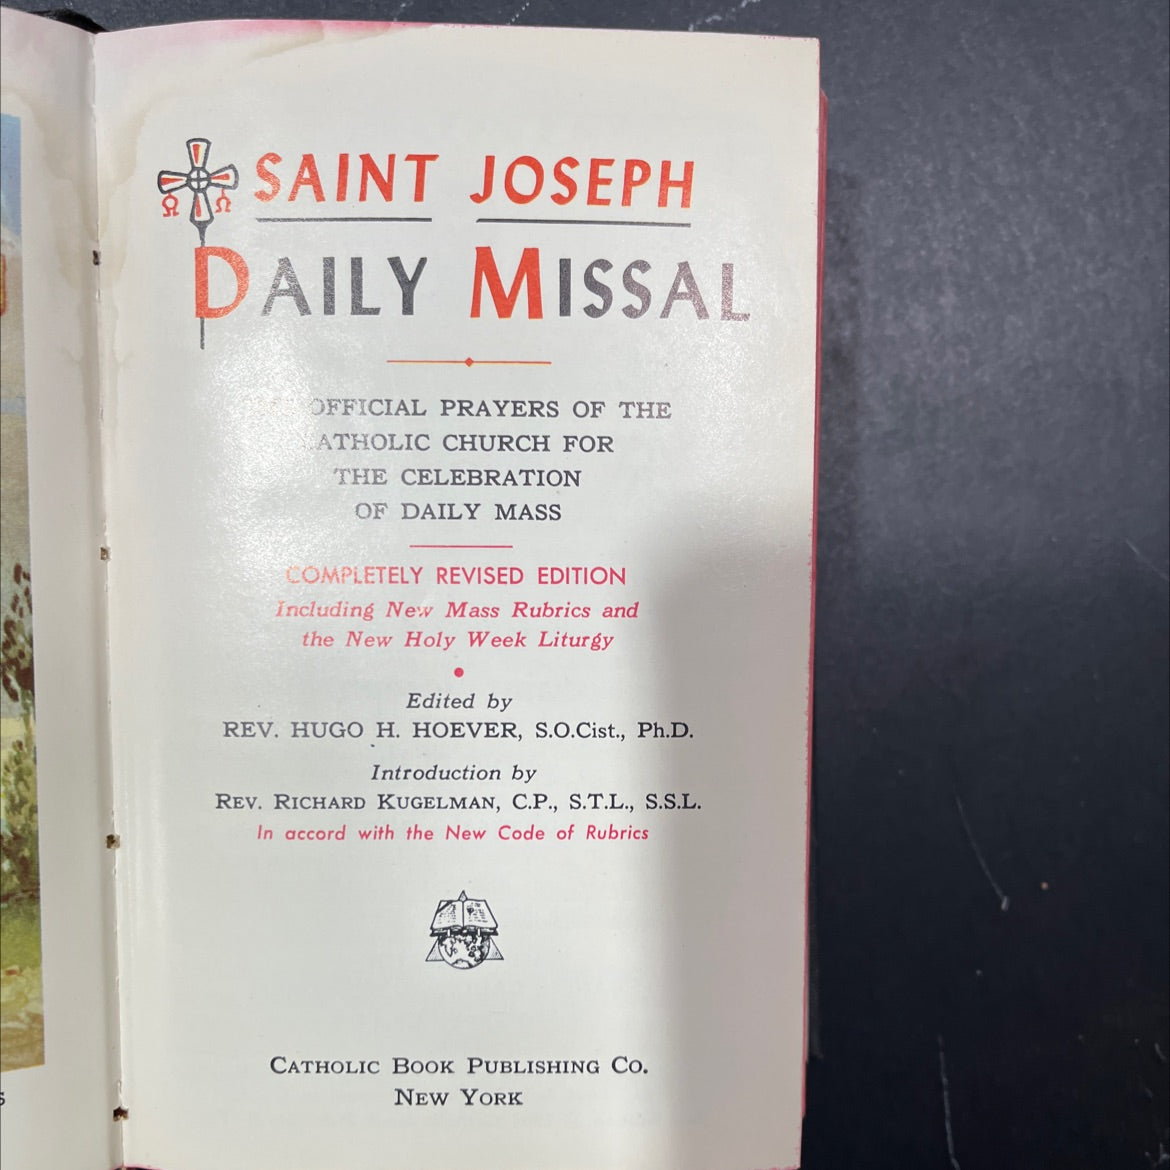 SAINT JOSEPH
DAILY MISSAL
OFFICIAL PRAYERS OF THE
CATHOLIC CHURCH FOR
THE CELEBRATION
OF DAILY MASS
COMPLETELY REVISED EDITION
Including New Mass Rubrics and
the New Holy Week Liturgy
Edited by
REV. HUGO H. HOEVER, S.O.Cist., Ph.D.
Introduction by
REV. RICHARD KUGELMAN, C.P., S.T.L., S.S.L.
In accord with the New Code of Rubrics
CATHOLIC BOOK PUBLISHING CO.
NEW YORK